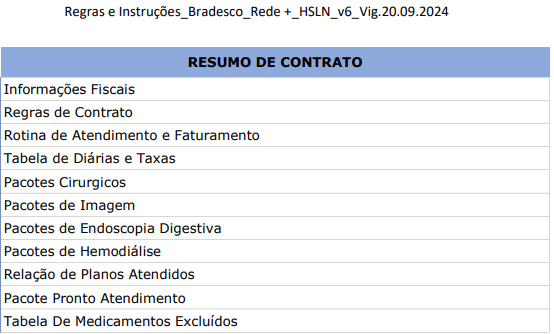 Regras e Instruções_Bradesco_Rede +_HSLN_v6_Vig.20.09.2024
RESUMO DE CONTRATO
Informações Fiscais
Regras de Contrato
Rotina de Atendimento e Faturamento
Tabela de Diárias e Taxas
Pacotes Cirurgicos
Pacotes de Imagem
Pacotes de Endoscopia Digestiva
Pacotes de Hemodiálise
Relação de Planos Atendidos
Pacote Pronto Atendimento
Tabela De Medicamentos Excluídos